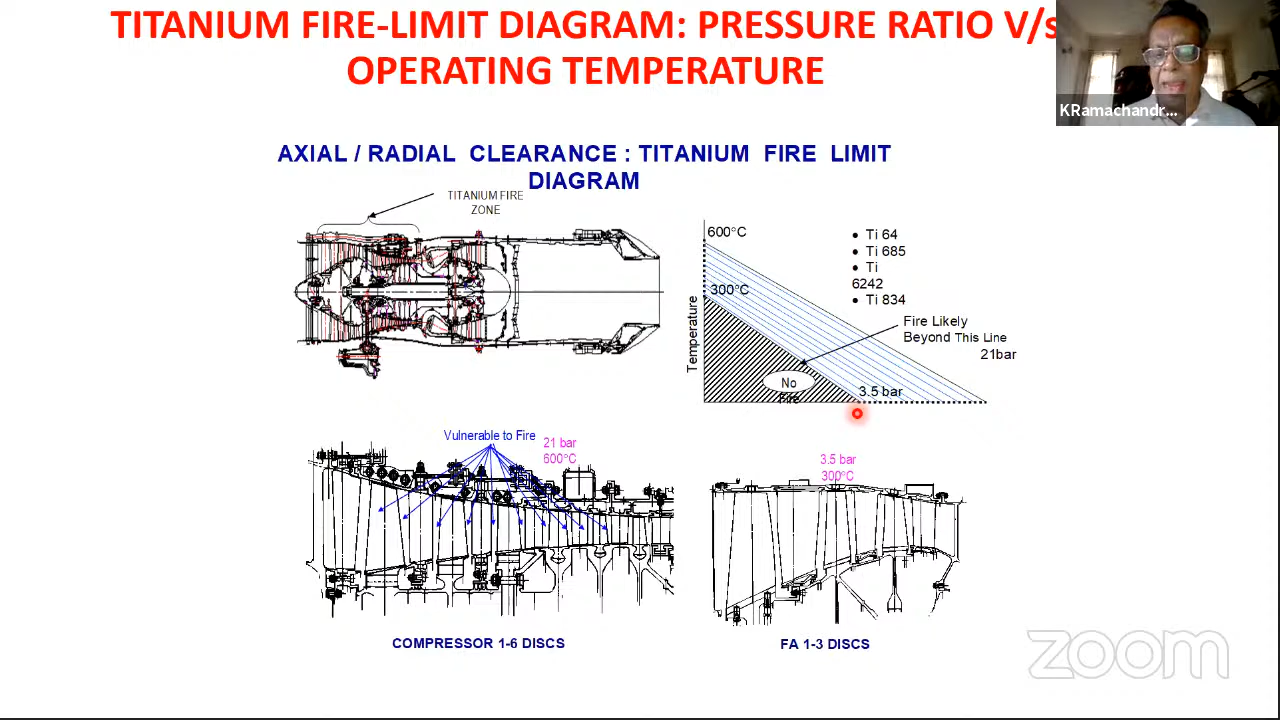 TITANIUM FIRE-LIMIT DIAGRAM: PRESSURE RATIO V/s
OPERATING TEMPERATURE
KRamachandr...
AXIAL / RADIAL CLEARANCE : TITANIUM FIRE LIMIT
DIAGRAM
TITANIUM FIRE
ZONE
600°C
300°C
Temperature
• Ti 64
• Ti 685
• Ti
6242
• Ti 834
Fire Likely
Beyond This Line
21bar
No
Fire
3.5 bar
Vulnerable to Fire
21 bar
600°C
3.5 bar
300°C
COMPRESSOR 1-6 DISCS
FA 1-3 DISCS
zoom